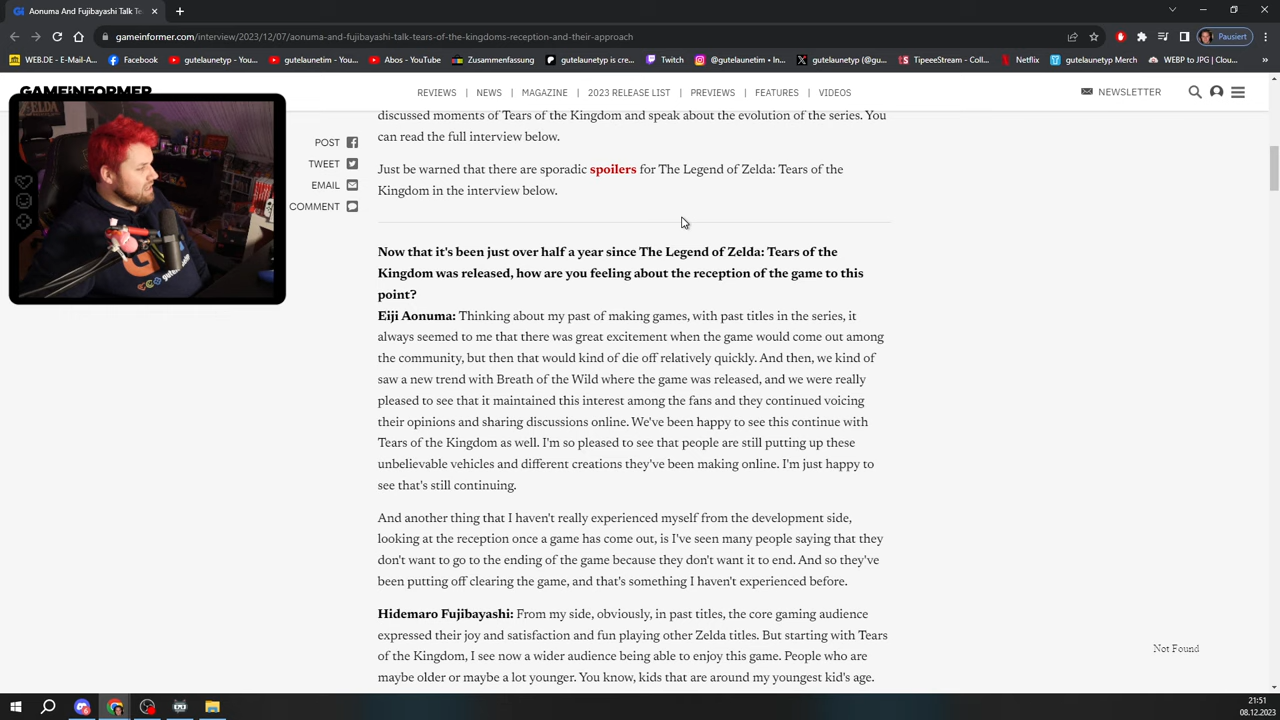 Aonuma And Fujibayashi Talk Te
gameinformer.com/interview/2023/12/07/aonuma-and-fujibayashi-talk-tears-of-the-kingdoms-reception-and-their-approach
Pausiert
WEB.DE - E-Mail-A...
Facebook
gutelaunetyp - You...
gutelaunetim - You...
Abos - YouTube
Zusammenfassung
gutelaunetyp is cre...
Twitch
@gutelaunetim • In...
gutelaunetyp (@gu...
TipeeeStream - Coll...
Netflix
gutelaunetyp Merch
WEBP to JPG | Clou...
GAMEINFORMER
REVIEWS | NEWS | MAGAZINE | 2023 RELEASE LIST | PREVIEWS | FEATURES | VIDEOS
NEWSLETTER
POST
TWEET
EMAIL
COMMENT
discussed moments of Tears of the Kingdom and speak about the evolution of the series. You
can read the full interview below.
Just be warned that there are sporadic spoilers for The Legend of Zelda: Tears of the
Kingdom in the interview below.
Now that it's been just over half a year since The Legend of Zelda: Tears of the
Kingdom was released, how are you feeling about the reception of the game to this
point?
Eiji Aonuma: Thinking about my past of making games, with past titles in the series, it
always seemed to me that there was great excitement when the game would come out among
the community, but then that would kind of die off relatively quickly. And then, we kind of
saw a new trend with Breath of the Wild where the game was released, and we were really
pleased to see that it maintained this interest among the fans and they continued voicing
their opinions and sharing discussions online. We've been happy to see this continue with
Tears of the Kingdom as well. I'm so pleased to see that people are still putting up these
unbelievable vehicles and different creations they've been making online. I'm just happy to
see that's still continuing.
And another thing that I haven't really experienced myself from the development side,
looking at the reception once a game has come out, is I've seen many people saying that they
don't want to go to the ending of the game because they don't want it to end. And so they've
been putting off clearing the game, and that's something I haven't experienced before.
Hidemaro Fujibayashi: From my side, obviously, in past titles, the core gaming audience
expressed their joy and satisfaction and fun playing other Zelda titles. But starting with Tears
of the Kingdom, I see now a wider audience being able to enjoy this game. People who are
maybe older or maybe a lot younger. You know, kids that are around my youngest kid's age.
Not Found
21:51
08.12.2023